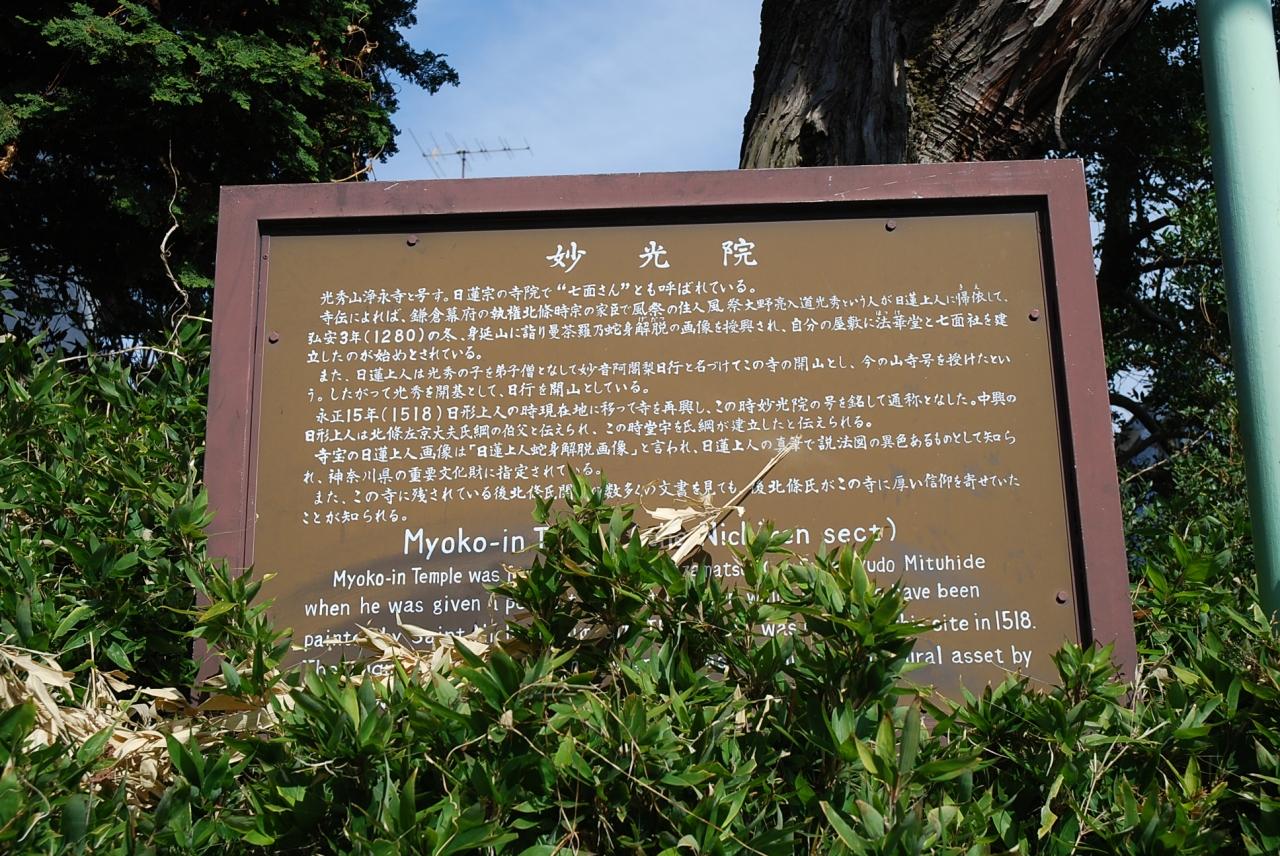 妙光院
光秀山浄永寺と号す。日蓮宗の寺院で“七面さん”とも呼ばれている。
寺伝によれば、鎌倉幕府の執権北條時宗の家臣で風祭の住人風祭大野亮入道光秀という人が日蓮上人に帰依して、
弘安3年(1280)の冬、身延山に詣り曼荼羅乃蛇身解脱の画像を授與され、自分の屋敷に法華堂と七面社を建
立したのが始めとされている。
また、日蓮上人は光秀の子を弟子僧となして妙音阿闍梨日行と名づけてこの寺の開山とし、今の山寺号を授けたとい
う。したがって光秀を開基として、日行を開山としている。
永正15年(1518)日形上人の時現在地に移って寺を再興し、この時妙光院の号を銘して通称となした。中興の
日形上人は北條左京大夫氏綱の伯父と伝えられ、この時堂宇を氏綱が建立したと伝えられる。
寺宝の日蓮上人画像は「日蓮上人蛇身解脱画像」と言われ、日蓮上人の真筆で説法図の異色あるものとして知ら
れ、神奈川県の重要文化財に指定されている。
また、この寺に残されている後北條氏関 数多くの文書を見ても 後北條氏がこの寺に厚い信仰を寄せていた
ことが知られる。
Myoko-in sect)
Myoko-in Temple was Mituhide
when he was given have been
painted by Saint was site in 1518.
asset by